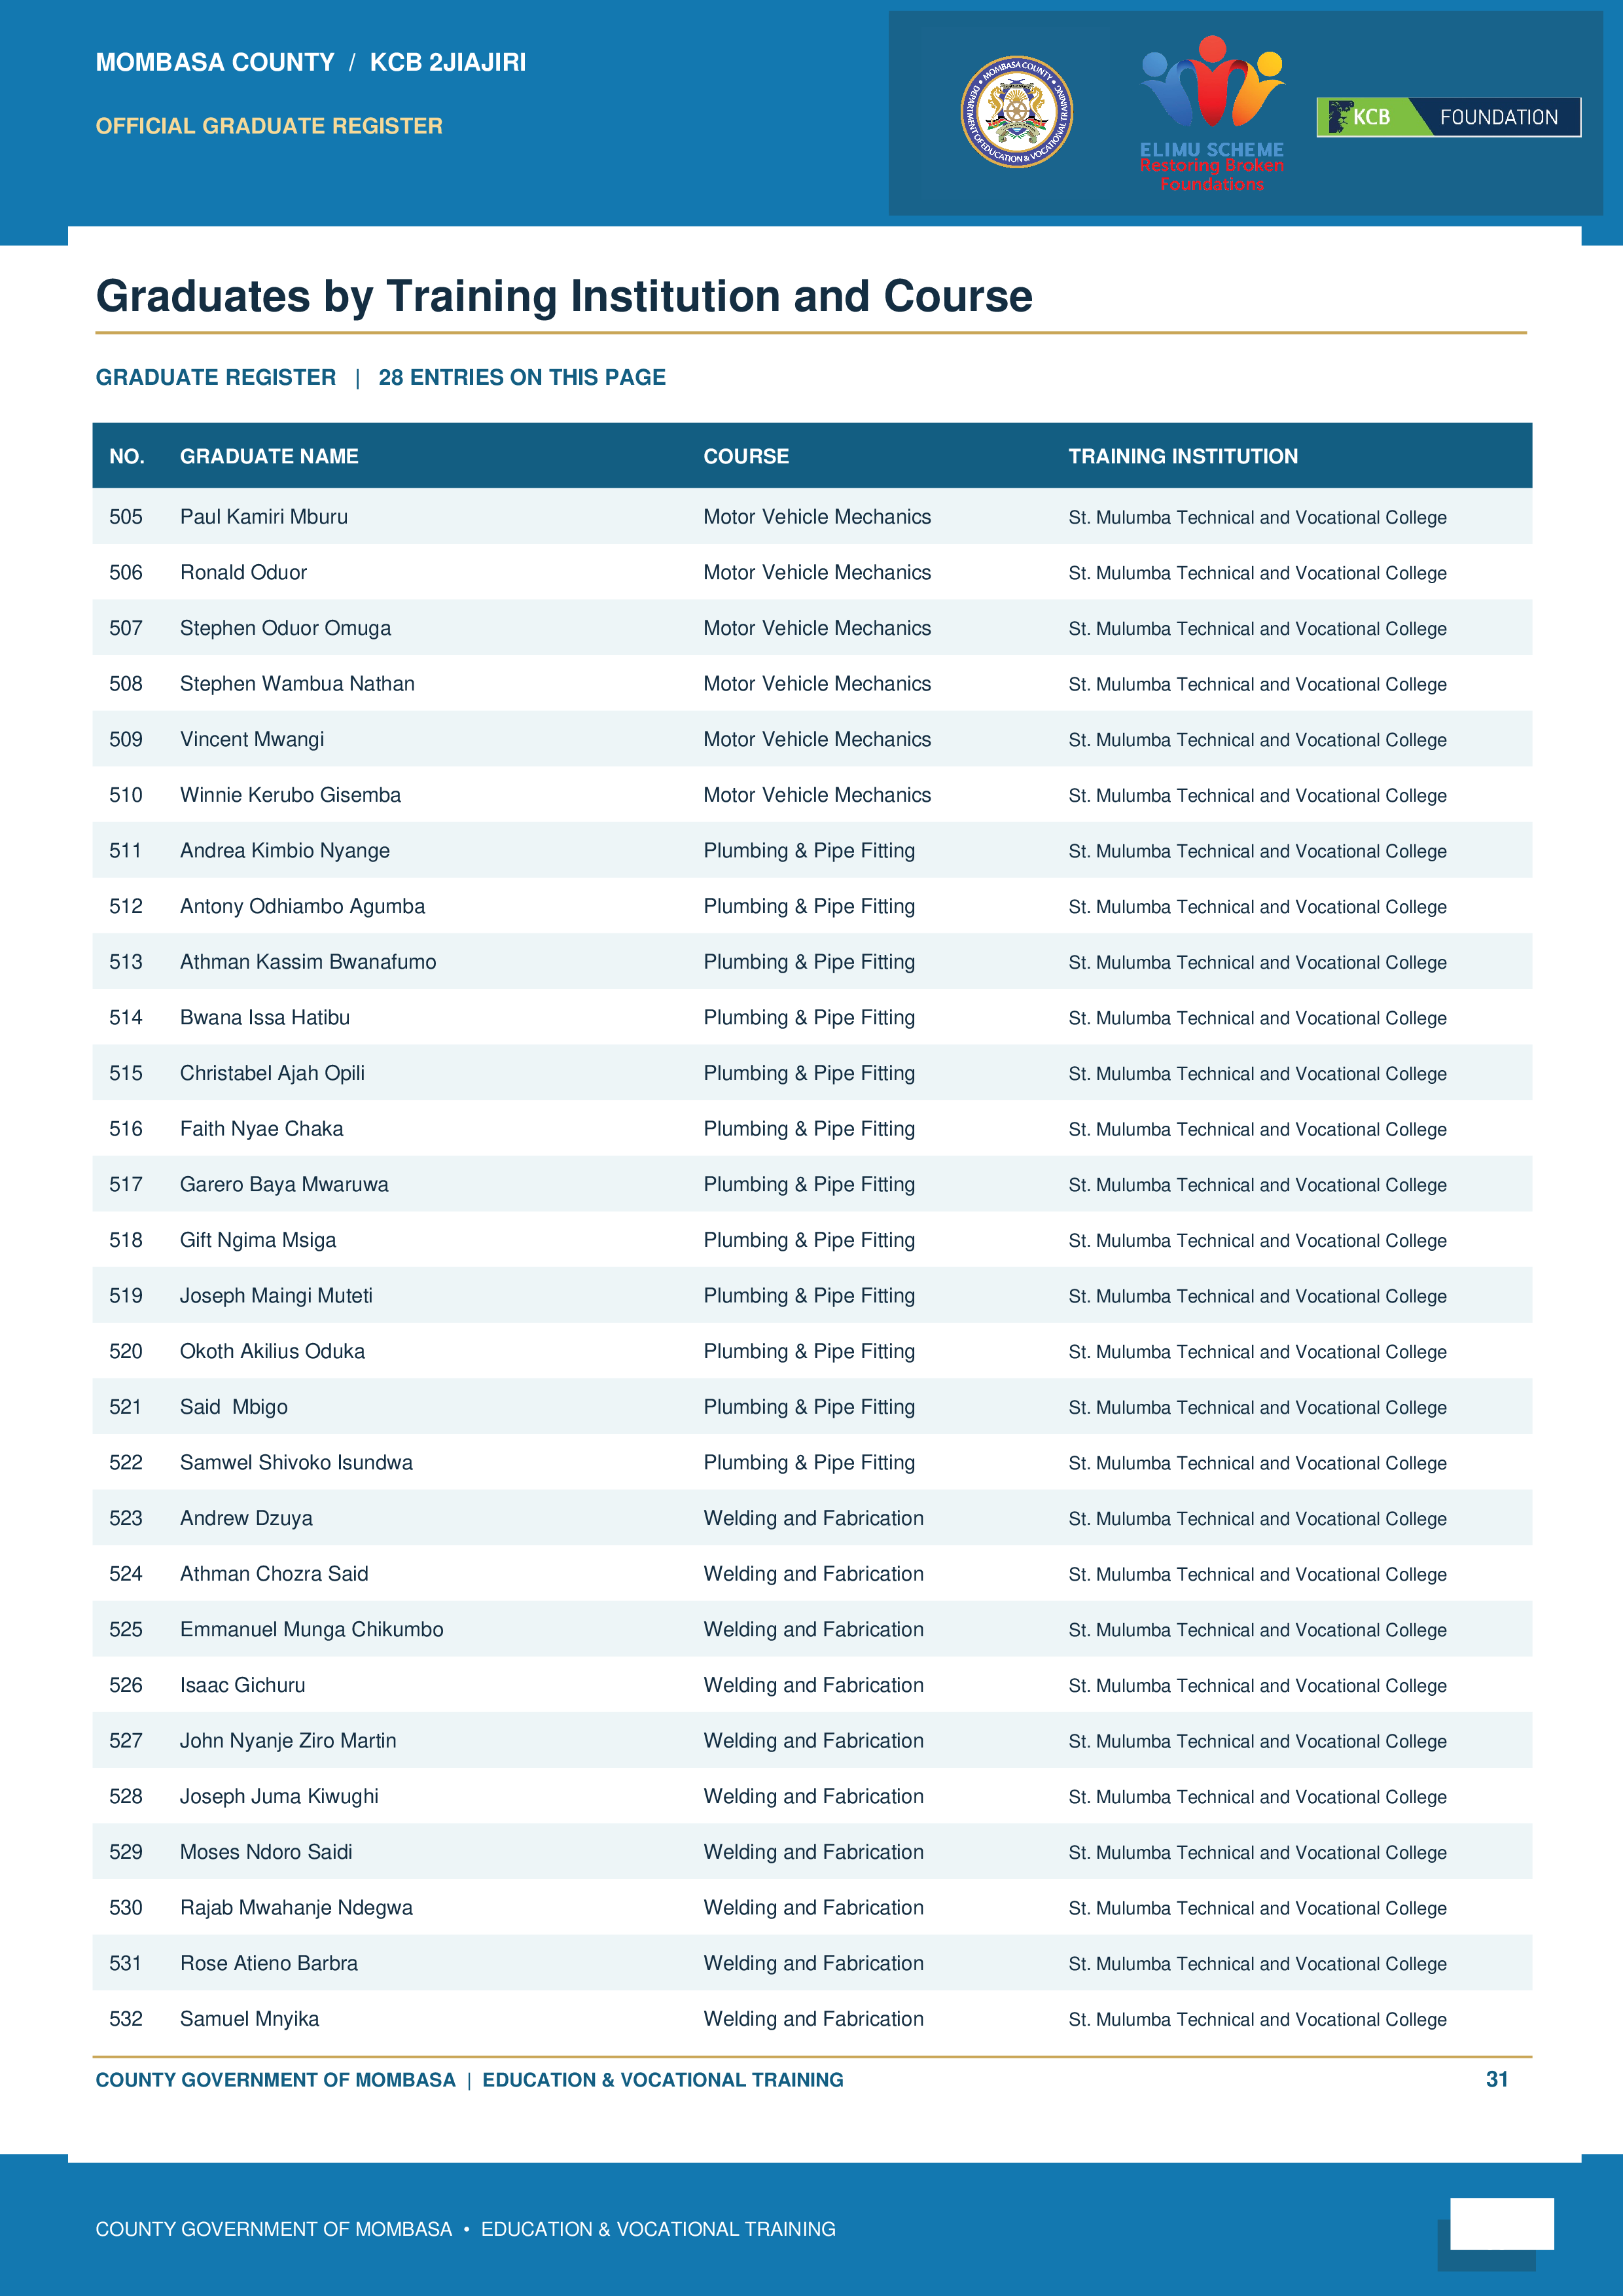 MOMBASA COUNTY / KCB 2JIAJIRI
OFFICIAL GRADUATE REGISTER
MOMBASA COUNTY
DEPARTMENT OF EDUCATION & VOCATIONAL TRAINING
ELIMU SCHEME
Restoring Broken
Foundations
KCB FOUNDATION
Graduates by Training Institution and Course
GRADUATE REGISTER | 28 ENTRIES ON THIS PAGE
NO. GRADUATE NAME COURSE TRAINING INSTITUTION
505 Paul Kamiri Mburu Motor Vehicle Mechanics St. Mulumba Technical and Vocational College
506 Ronald Oduor Motor Vehicle Mechanics St. Mulumba Technical and Vocational College
507 Stephen Oduor Omuga Motor Vehicle Mechanics St. Mulumba Technical and Vocational College
508 Stephen Wambua Nathan Motor Vehicle Mechanics St. Mulumba Technical and Vocational College
509 Vincent Mwangi Motor Vehicle Mechanics St. Mulumba Technical and Vocational College
510 Winnie Kerubo Gisemba Motor Vehicle Mechanics St. Mulumba Technical and Vocational College
511 Andrea Kimbio Nyange Plumbing & Pipe Fitting St. Mulumba Technical and Vocational College
512 Antony Odhiambo Agumba Plumbing & Pipe Fitting St. Mulumba Technical and Vocational College
513 Athman Kassim Bwanafumo Plumbing & Pipe Fitting St. Mulumba Technical and Vocational College
514 Bwana Issa Hatibu Plumbing & Pipe Fitting St. Mulumba Technical and Vocational College
515 Christabel Ajah Opili Plumbing & Pipe Fitting St. Mulumba Technical and Vocational College
516 Faith Nyae Chaka Plumbing & Pipe Fitting St. Mulumba Technical and Vocational College
517 Garero Baya Mwaruwa Plumbing & Pipe Fitting St. Mulumba Technical and Vocational College
518 Gift Ngima Msiga Plumbing & Pipe Fitting St. Mulumba Technical and Vocational College
519 Joseph Maingi Muteti Plumbing & Pipe Fitting St. Mulumba Technical and Vocational College
520 Okoth Akilius Oduka Plumbing & Pipe Fitting St. Mulumba Technical and Vocational College
521 Said Mbigo Plumbing & Pipe Fitting St. Mulumba Technical and Vocational College
522 Samwel Shivoko Isundwa Plumbing & Pipe Fitting St. Mulumba Technical and Vocational College
523 Andrew Dzuya Welding and Fabrication St. Mulumba Technical and Vocational College
524 Athman Chozra Said Welding and Fabrication St. Mulumba Technical and Vocational College
525 Emmanuel Munga Chikumbo Welding and Fabrication St. Mulumba Technical and Vocational College
526 Isaac Gichuru Welding and Fabrication St. Mulumba Technical and Vocational College
527 John Nyanje Ziro Martin Welding and Fabrication St. Mulumba Technical and Vocational College
528 Joseph Juma Kiwughi Welding and Fabrication St. Mulumba Technical and Vocational College
529 Moses Ndoro Saidi Welding and Fabrication St. Mulumba Technical and Vocational College
530 Rajab Mwahanje Ndegwa Welding and Fabrication St. Mulumba Technical and Vocational College
531 Rose Atieno Barbra Welding and Fabrication St. Mulumba Technical and Vocational College
532 Samuel Mnyika Welding and Fabrication St. Mulumba Technical and Vocational College
COUNTY GOVERNMENT OF MOMBASA | EDUCATION & VOCATIONAL TRAINING 31
COUNTY GOVERNMENT OF MOMBASA • EDUCATION & VOCATIONAL TRAINING